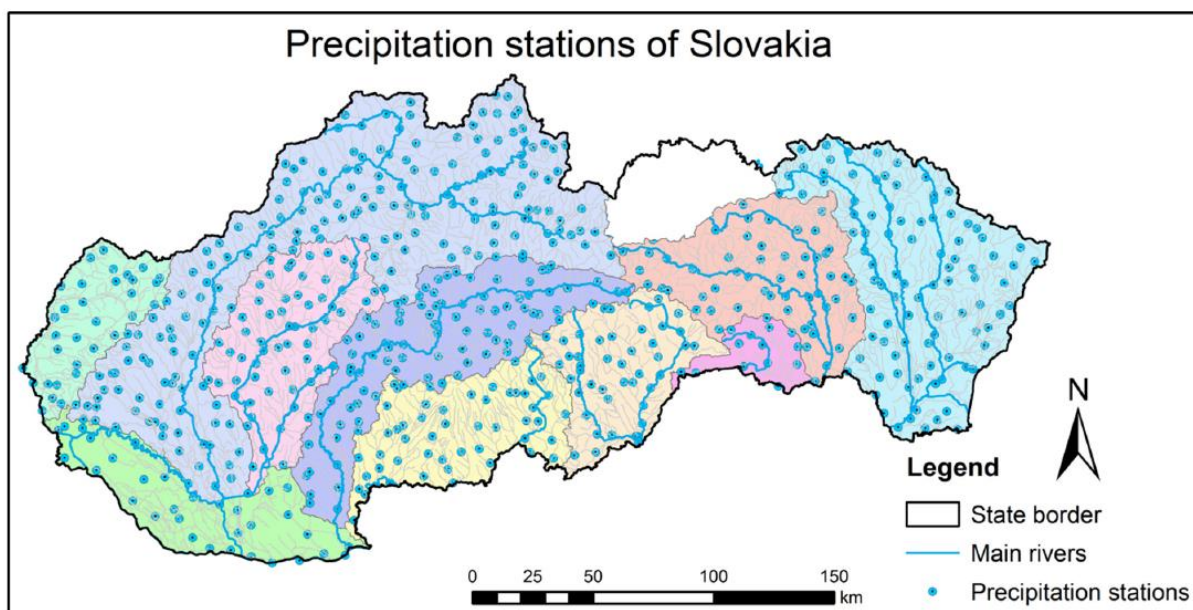 Precipitation stations of Slovakia
N
Legend
State border
Main rivers
Precipitation stations
0 25 50 100 150
km